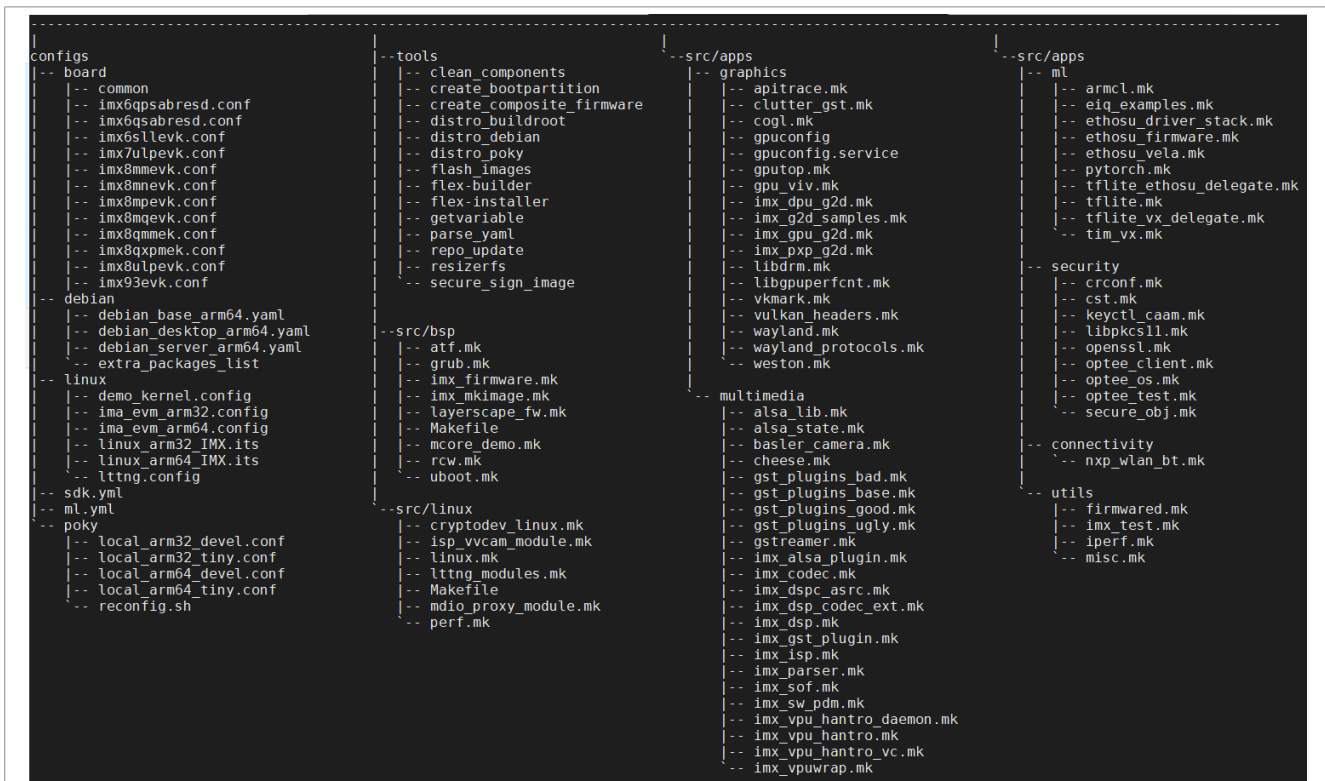 configs
|-- board
|   |-- common
|   |-- imx6qpsabresd.conf
|   |-- imx6qsabresd.conf
|   |-- imx6sllevk.conf
|   |-- imx7ulpevk.conf
|   |-- imx8mmevk.conf
|   |-- imx8mnevk.conf
|   |-- imx8mpevk.conf
|   |-- imx8mqevk.conf
|   |-- imx8qmmek.conf
|   |-- imx8qxpmek.conf
|   |-- imx8ulpevk.conf
|   |-- imx93evk.conf
|-- debian
|   |-- debian_base_arm64.yaml
|   |-- debian_desktop_arm64.yaml
|   |-- debian_server_arm64.yaml
|   `-- extra_packages_list
|-- linux
|   |-- demo_kernel.config
|   |-- ima_evm_arm32.config
|   |-- ima_evm_arm64.config
|   |-- linux_arm32_IMX.its
|   |-- linux_arm64_IMX.its
|   `-- lttng.config
|-- sdk.yml
|-- ml.yml
`-- poky
    |-- local_arm32_devel.conf
    |-- local_arm32_tiny.conf
    |-- local_arm64_devel.conf
    |-- local_arm64_tiny.conf
    `-- reconfig.sh
|--tools
|  |-- clean_components
|  |-- create_bootpartition
|  |-- create_composite_firmware
|  |-- distro_buildroot
|  |-- distro_debian
|  |-- distro_poky
|  |-- flash_images
|  |-- flex-builder
|  |-- flex-installer
|  |-- getvariable
|  |-- parse_yaml
|  |-- repo_update
|  |-- resizerfs
|  `-- secure_sign_image
|--src/bsp
|  |-- atf.mk
|  |-- grub.mk
|  |-- imx_firmware.mk
|  |-- imx_mkimage.mk
|  |-- layerscape_fw.mk
|  |-- Makefile
|  |-- mcore_demo.mk
|  |-- rcw.mk
|  `-- uboot.mk
`--src/linux
   |-- cryptodev_linux.mk
   |-- isp_vvcam_module.mk
   |-- linux.mk
   |-- lttng_modules.mk
   |-- Makefile
   |-- mdio_proxy_module.mk
   `-- perf.mk
`--src/apps
   |-- graphics
   |   |-- apitrace.mk
   |   |-- clutter_gst.mk
   |   |-- cogl.mk
   |   |-- gpuconfig
   |   |-- gpuconfig.service
   |   |-- gputop.mk
   |   |-- gpu_viv.mk
   |   |-- imx_dpu_g2d.mk
   |   |-- imx_g2d_samples.mk
   |   |-- imx_gpu_g2d.mk
   |   |-- imx_pxp_g2d.mk
   |   |-- libdrm.mk
   |   |-- libgpuperfcnt.mk
   |   |-- vkmark.mk
   |   |-- vulkan_headers.mk
   |   |-- wayland.mk
   |   |-- wayland_protocols.mk
   |   `-- weston.mk
   `-- multimedia
       |-- alsa_lib.mk
       |-- alsa_state.mk
       |-- basler_camera.mk
       |-- cheese.mk
       |-- gst_plugins_bad.mk
       |-- gst_plugins_base.mk
       |-- gst_plugins_good.mk
       |-- gst_plugins_ugly.mk
       |-- gstreamer.mk
       |-- imx_alsa_plugin.mk
       |-- imx_codec.mk
       |-- imx_dspc_asrc.mk
       |-- imx_dsp_codec_ext.mk
       |-- imx_dsp.mk
       |-- imx_gst_plugin.mk
       |-- imx_isp.mk
       |-- imx_parser.mk
       |-- imx_sof.mk
       |-- imx_sw_pdm.mk
       |-- imx_vpu_hantro_daemon.mk
       |-- imx_vpu_hantro.mk
       |-- imx_vpu_hantro_vc.mk
       `-- imx_vpuwrap.mk
`--src/apps
   |-- ml
   |   |-- armcl.mk
   |   |-- eiq_examples.mk
   |   |-- ethosu_driver_stack.mk
   |   |-- ethosu_firmware.mk
   |   |-- ethosu_vela.mk
   |   |-- pytorch.mk
   |   |-- tflite_ethosu_delegate.mk
   |   |-- tflite.mk
   |   |-- tflite_vx_delegate.mk
   |   `-- tim_vx.mk
   |-- security
   |   |-- crconf.mk
   |   |-- cst.mk
   |   |-- keyctl_caam.mk
   |   |-- libpkcs11.mk
   |   |-- openssl.mk
   |   |-- optee_client.mk
   |   |-- optee_os.mk
   |   |-- optee_test.mk
   |   `-- secure_obj.mk
   |-- connectivity
   |   `-- nxp_wlan_bt.mk
   `-- utils
       |-- firmwared.mk
       |-- imx_test.mk
       |-- iperf.mk
       `-- misc.mk